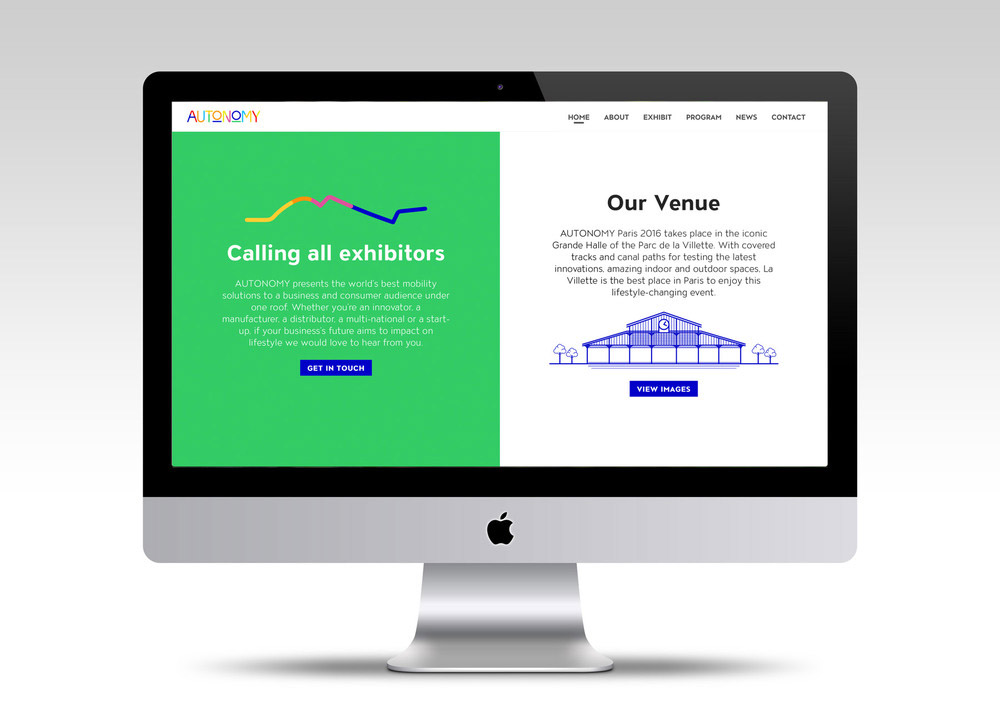 AUTONOMY
HOME ABOUT EXHIBIT PROGRAM NEWS CONTACT
Calling all exhibitors
AUTONOMY presents the world's best mobility
solutions to a business and consumer audience under
one roof. Whether you're an innovator, a
manufacturer, a distributor, a multi-national or a start-
up, if your business's future aims to impact on
lifestyle we would love to hear from you.
GET IN TOUCH
Our Venue
AUTONOMY Paris 2016 takes place in the iconic
Grande Halle of the Parc de la Villette. With covered
tracks and canal paths for testing the latest
innovations, amazing indoor and outdoor spaces, La
Villette is the best place in Paris to enjoy this
lifestyle-changing event.
VIEW IMAGES